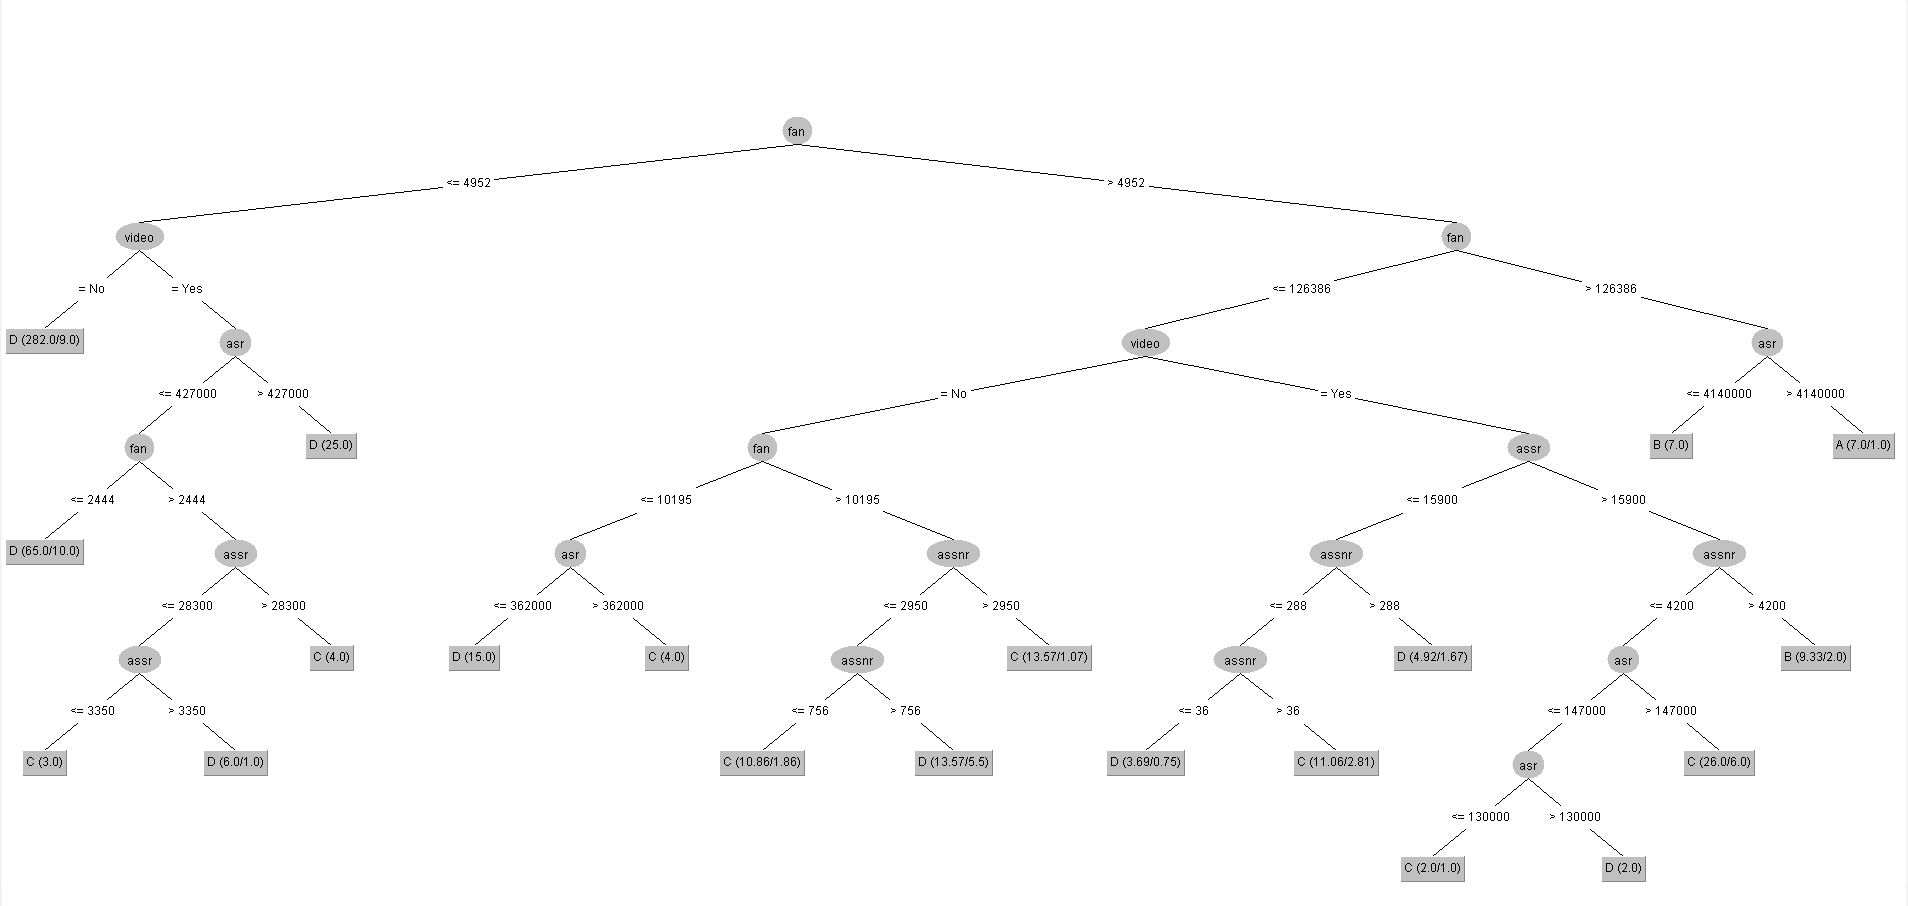 fan
<= 4952
> 4952
video
fan
= No
= Yes
<= 126386
> 126386
D (282.0/9.0)
asr
video
asr
<= 427000
> 427000
= No
= Yes
<= 4140000
> 4140000
fan
D (25.0)
fan
assr
B (7.0)
A (7.0/1.0)
<= 2444
> 2444
<= 10195
> 10195
<= 15900
> 15900
D (65.0/10.0)
assr
asr
assnr
assnr
assnr
<= 28300
> 28300
<= 362000
> 362000
<= 2950
> 2950
<= 288
> 288
<= 4200
> 4200
assr
C (4.0)
D (15.0)
C (4.0)
assnr
C (13.57/1.07)
assnr
D (4.92/1.67)
asr
B (9.33/2.0)
<= 3350
> 3350
<= 756
> 756
<= 36
> 36
<= 147000
> 147000
C (3.0)
D (6.0/1.0)
C (10.86/1.86)
D (13.57/5.5)
D (3.69/0.75)
C (11.06/2.81)
asr
C (26.0/6.0)
<= 130000
> 130000
C (2.0/1.0)
D (2.0)